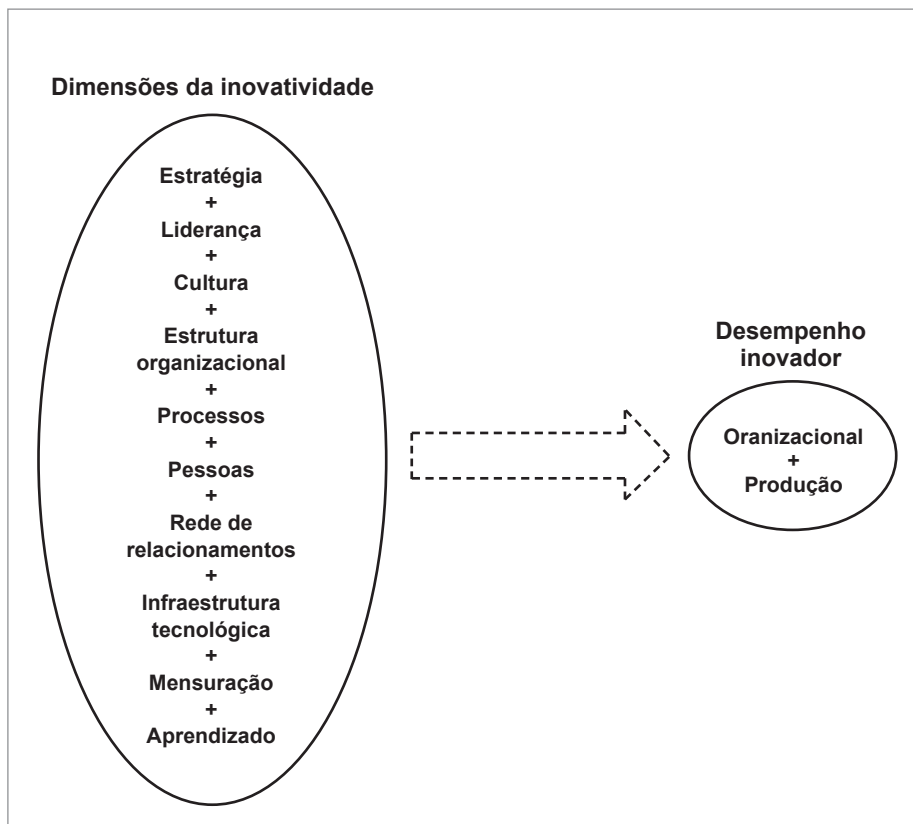 Dimensões da inovatividade
Estratégia
+
Liderança
+
Cultura
+
Estrutura
organizacional
+
Processos
+
Pessoas
+
Rede de
relacionamentos
+
Infraestrutura
tecnológica
+
Mensuração
+
Aprendizado
Desempenho
inovador
Oranizacional
+
Produção